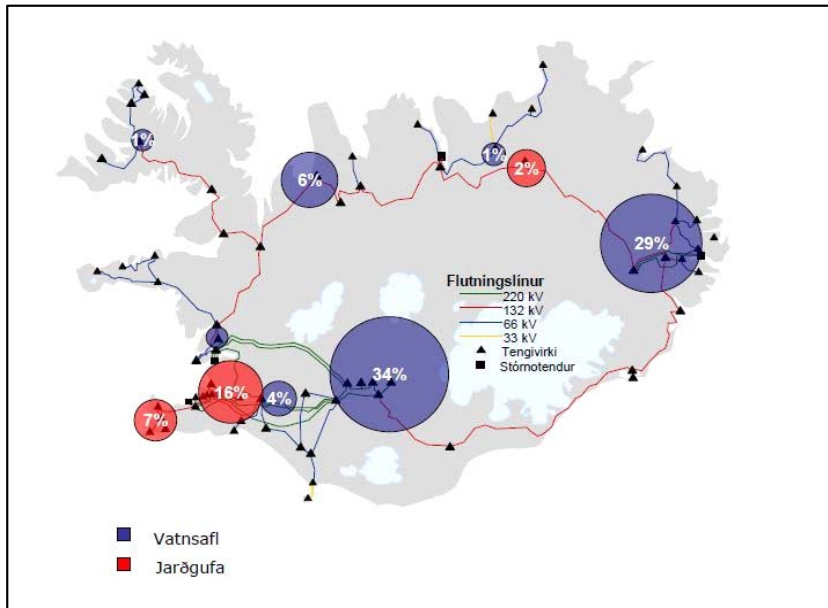 1%
6%
1%
2%
29%
Flutningslínur
220 kV
132 kV
66 kV
33 kV
Tengivirki
Stórnotendur
34%
16%
4%
7%
Vatnsafl
Jarðgufa